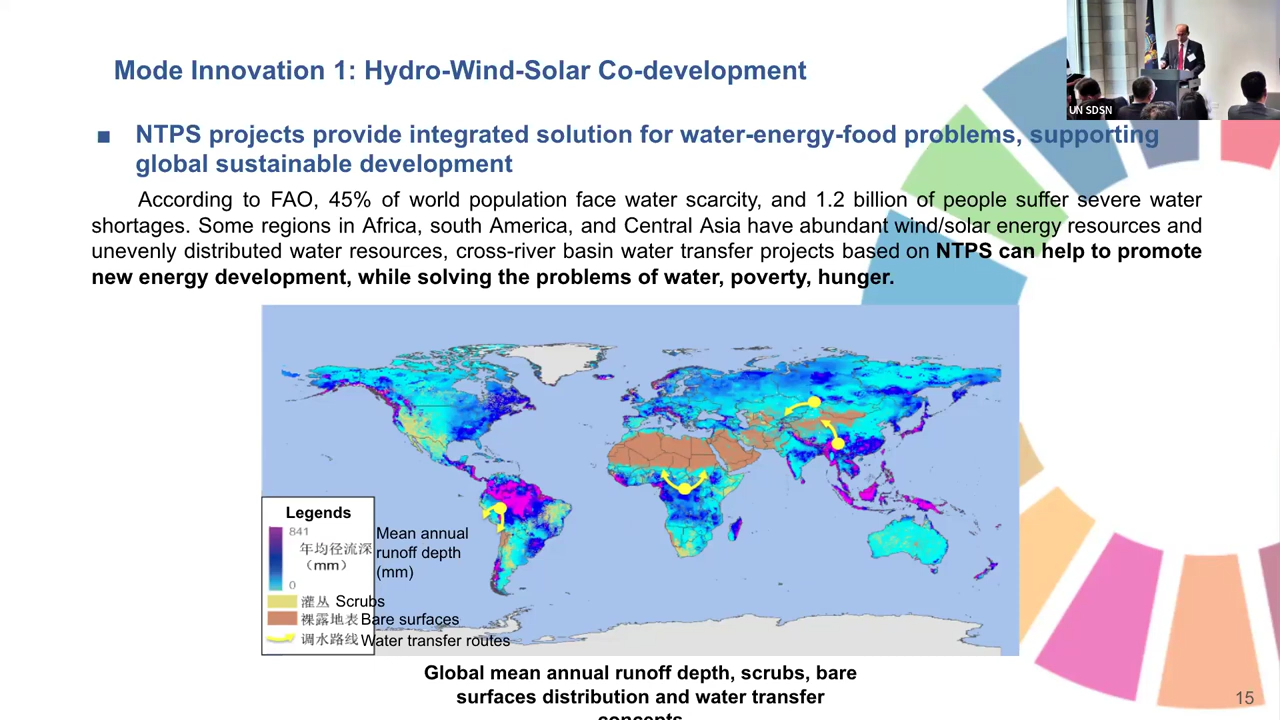 Mode Innovation 1: Hydro-Wind-Solar Co-development
UN SDSN
■ NTPS projects provide integrated solution for water-energy-food problems, supporting
global sustainable development
According to FAO, 45% of world population face water scarcity, and 1.2 billion of people suffer severe water
shortages. Some regions in Africa, south America, and Central Asia have abundant wind/solar energy resources and
unevenly distributed water resources, cross-river basin water transfer projects based on NTPS can help to promote
new energy development, while solving the problems of water, poverty, hunger.
Legends
841
年均径流深
（mm）
0
Mean annual
runoff depth
(mm)
灌丛 Scrubs
裸露地表 Bare surfaces
调水路线 Water transfer routes
Global mean annual runoff depth, scrubs, bare
surfaces distribution and water transfer
concepts
15